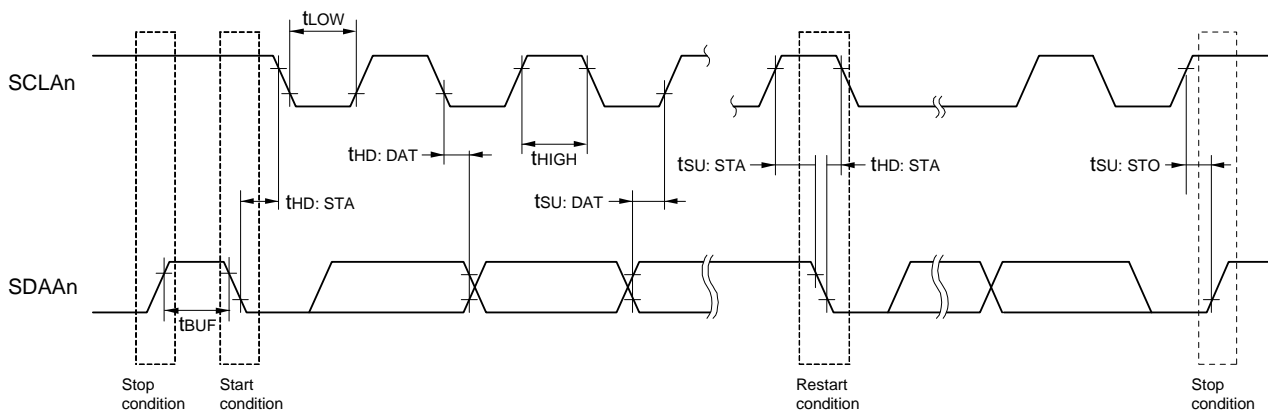 tLOW
SCLAn
tHD: DAT
tHIGH
tSU: STA
tHD: STA
tSU: STO
tHD: STA
tSU: DAT
SDAAn
tBUF
Stop
condition
Start
condition
Restart
condition
Stop
condition